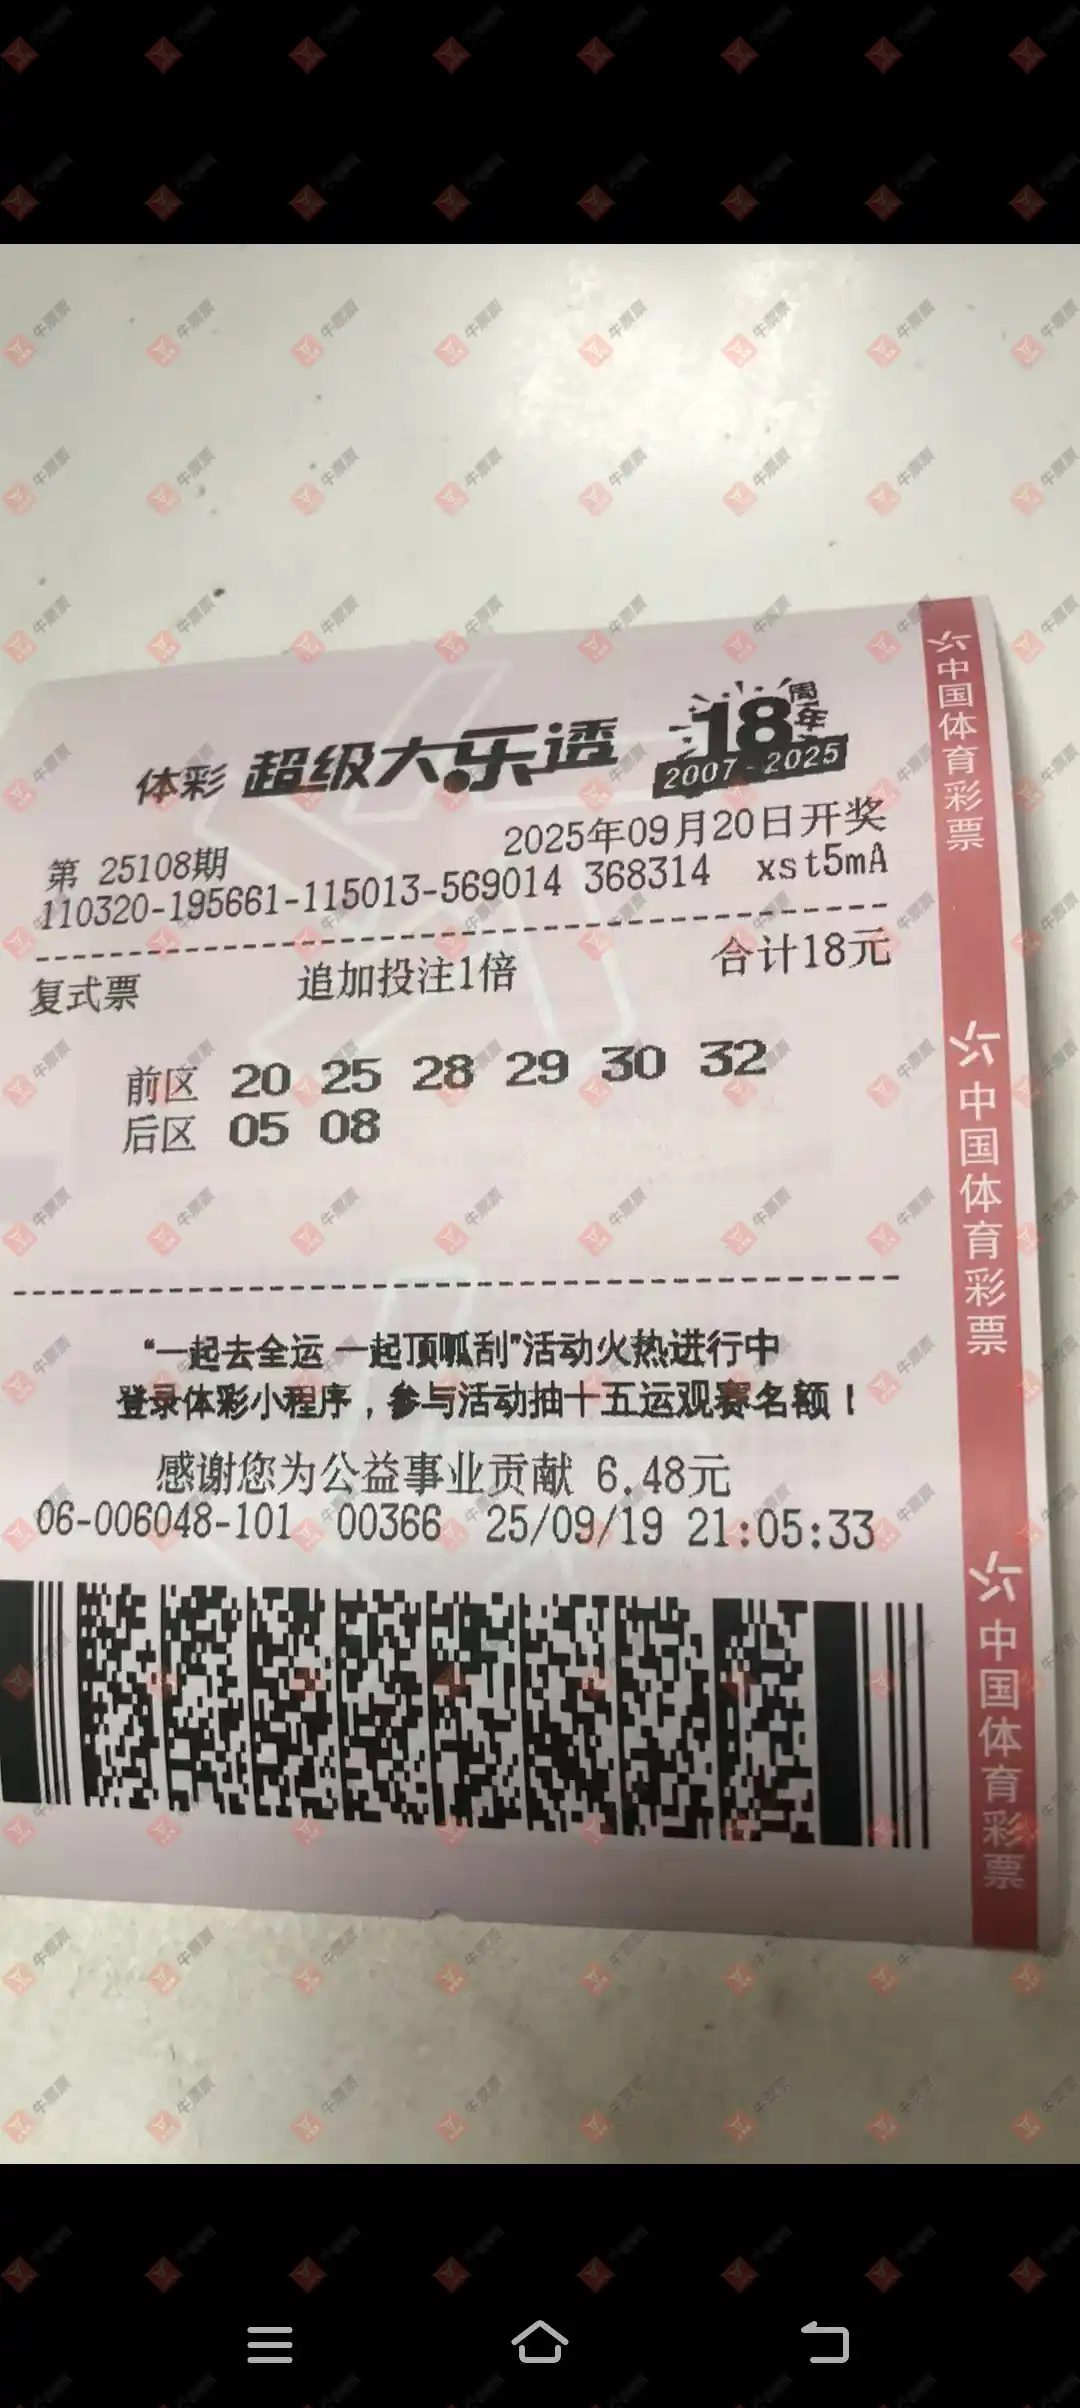 体彩 超级大乐透 18周年
2007-2025
2025年09月20日开奖
第 25108期
110320-195661-115013-569014 368314 xst5mA
复式票 追加投注1倍 合计18元
前区 20 25 28 29 30 32
后区 05 08
“一起去全运 一起顶呱刮”活动火热进行中
登录体彩小程序，参与活动抽十五运观赛名额！
感谢您为公益事业贡献 6.48元
06-006048-101 00366 25/09/19 21:05:33
中国体育彩票
中国体育彩票
中国体育彩票
牛票票